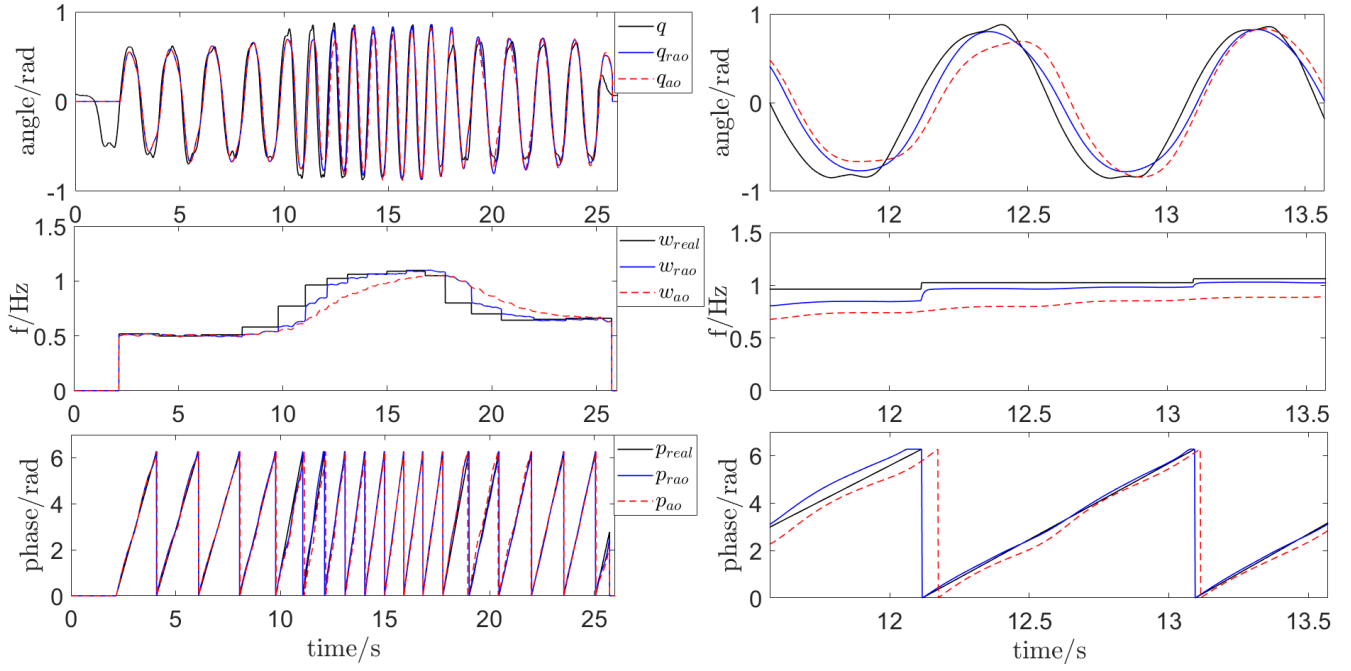 1
0
-1
angle/rad
0 5 10 15 20 25
q
q_rao
q_ao
1
0
-1
angle/rad
12 12.5 13 13.5
1.5
1
0.5
0
f/Hz
0 5 10 15 20 25
w_real
w_rao
w_ao
1.5
1
0.5
0
f/Hz
12 12.5 13 13.5
6
4
2
0
phase/rad
0 5 10 15 20 25
time/s
p_real
p_rao
p_ao
6
4
2
0
phase/rad
12 12.5 13 13.5
time/s